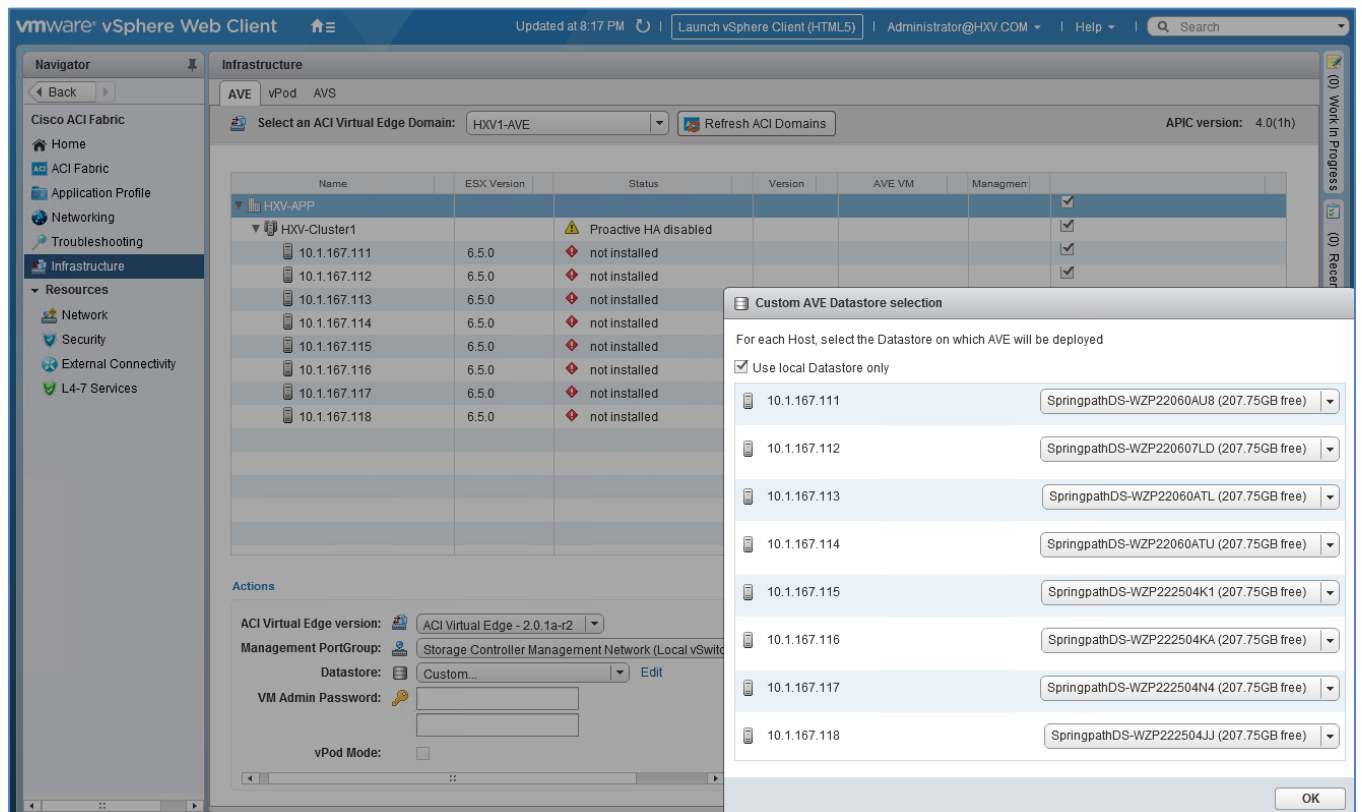 vmware® vSphere Web Client
Updated at 8:17 PM | Launch vSphere Client (HTML5) | Administrator@HXV.COM | Help | Search
Navigator
Back
Cisco ACI Fabric
Home
ACI ACI Fabric
Application Profile
Networking
Troubleshooting
Infrastructure
Resources
Network
Security
External Connectivity
L4-7 Services
Infrastructure
AVE vPod AVS
Select an ACI Virtual Edge Domain: HXV1-AVE Refresh ACI Domains APIC version: 4.0(1h)
Name ESX Version Status Version AVE VM Managmen
HXV-APP
HXV-Cluster1 Proactive HA disabled
10.1.167.111 6.5.0 not installed
10.1.167.112 6.5.0 not installed
10.1.167.113 6.5.0 not installed
10.1.167.114 6.5.0 not installed
10.1.167.115 6.5.0 not installed
10.1.167.116 6.5.0 not installed
10.1.167.117 6.5.0 not installed
10.1.167.118 6.5.0 not installed
Actions
ACI Virtual Edge version: ACI Virtual Edge - 2.0.1a-r2
Management PortGroup: Storage Controller Management Network (Local vSwitc
Datastore: Custom... Edit
VM Admin Password:
vPod Mode:
Custom AVE Datastore selection
For each Host, select the Datastore on which AVE will be deployed
Use local Datastore only
10.1.167.111 SpringpathDS-WZP22060AU8 (207.75GB free)
10.1.167.112 SpringpathDS-WZP220607LD (207.75GB free)
10.1.167.113 SpringpathDS-WZP22060ATL (207.75GB free)
10.1.167.114 SpringpathDS-WZP22060ATU (207.75GB free)
10.1.167.115 SpringpathDS-WZP222504K1 (207.75GB free)
10.1.167.116 SpringpathDS-WZP222504KA (207.75GB free)
10.1.167.117 SpringpathDS-WZP222504N4 (207.75GB free)
10.1.167.118 SpringpathDS-WZP222504JJ (207.75GB free)
OK
(0) Work In Progress
(0) Recen